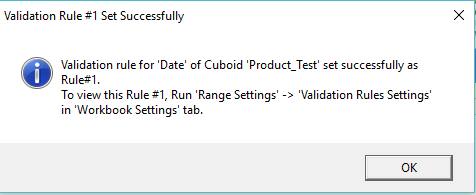 Validation Rule #1 Set Successfully
Validation rule for 'Date' of Cuboid 'Product_Test' set successfully as
Rule#1.
To view this Rule #1, Run 'Range Settings' -> 'Validation Rules Settings'
in 'Workbook Settings' tab.
OK